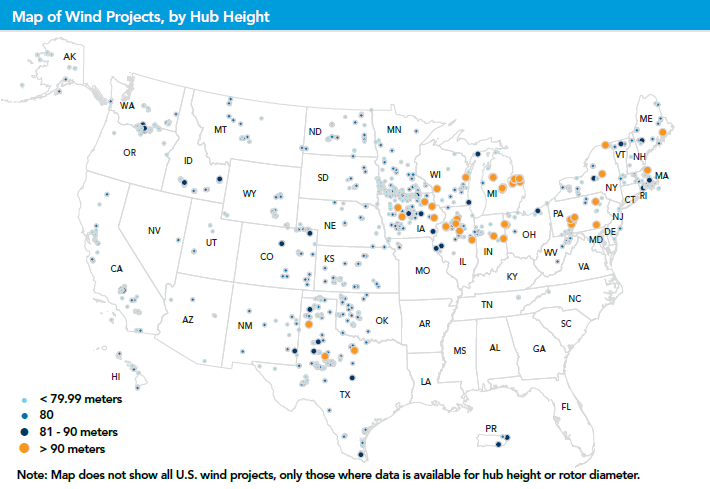 Map of Wind Projects, by Hub Height
AK
WA
ME
MT
ND
MN
OR
VT
NH
ID
WI
SD
MI
NY
MA
WY
CT
RI
PA
NE
IA
NJ
NV
OH
UT
IL
IN
MD
DE
CO
WV
CA
KS
MO
VA
KY
NC
TN
AZ
NM
OK
AR
SC
MS
AL
GA
HI
LA
TX
FL
PR
< 79.99 meters
80
81 - 90 meters
> 90 meters
Note: Map does not show all U.S. wind projects, only those where data is available for hub height or rotor diameter.